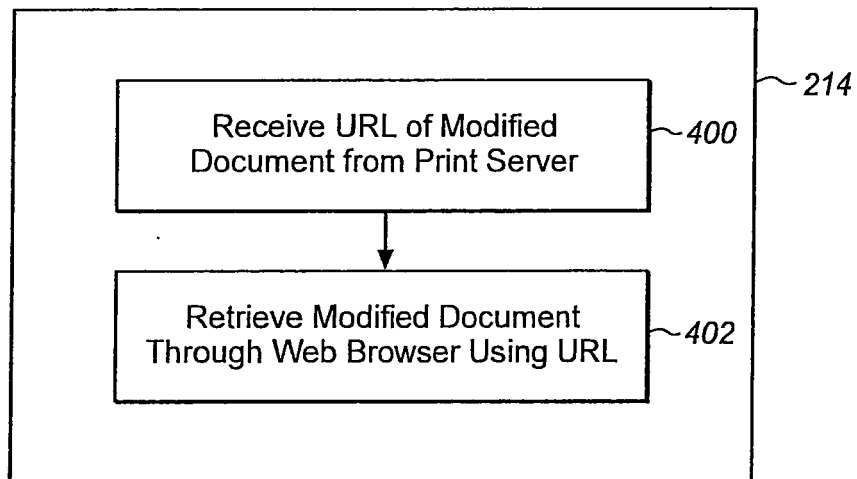 214
Receive URL of Modified
Document from Print Server
400
Retrieve Modified Document
Through Web Browser Using URL
402